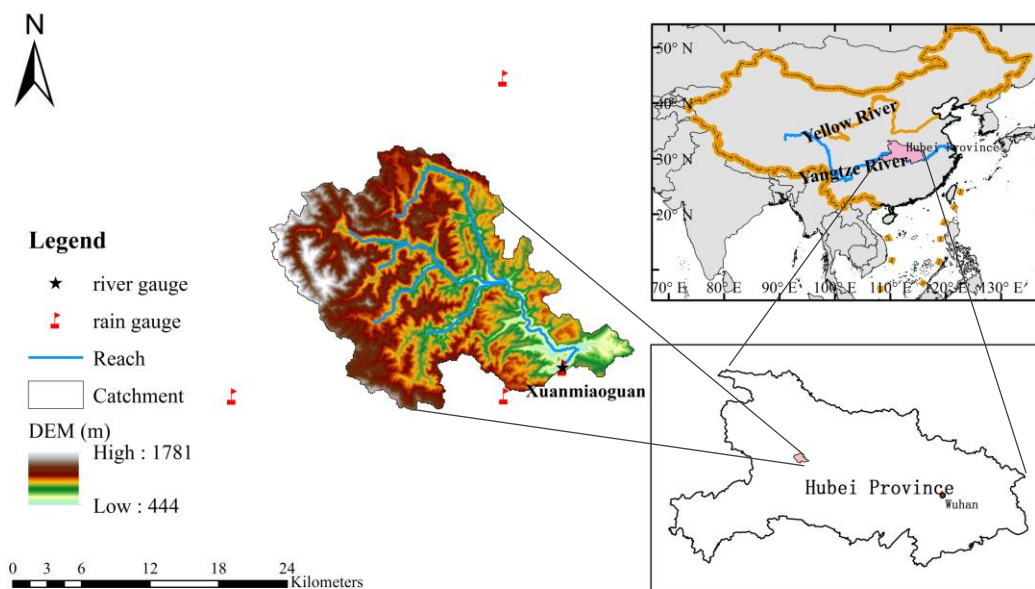 N
Legend
river gauge
rain gauge
Reach
Catchment
DEM (m)
High : 1781
Low : 444
0 3 6 12 18 24
Kilometers
Xuanmiaoguan
50° N
40° N
30° N
20° N
70° E 80° E 90° E 100° E 110° E 120° E 130° E
Yellow River
Hubei Province
Yangtze River
Hubei Province
Wuhan